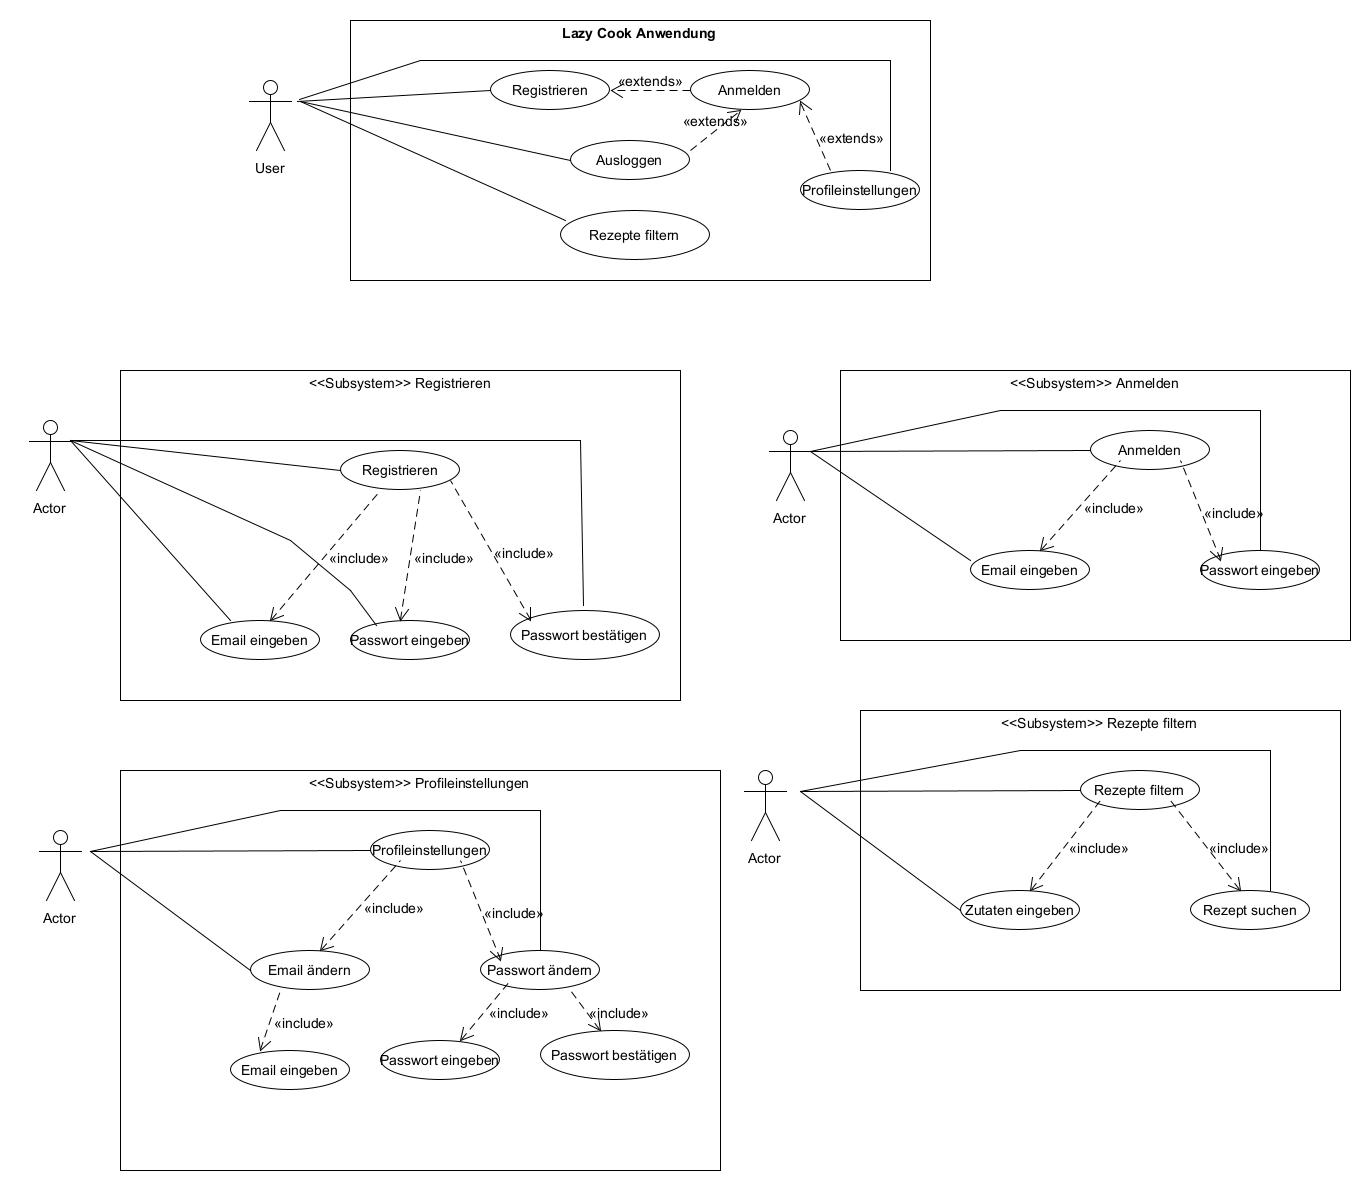 Lazy Cook Anwendung
User
Registrieren
«extends»
Anmelden
«extends»
«extends»
Ausloggen
Profileinstellungen
Rezepte filtern
<<Subsystem>> Registrieren
Actor
Registrieren
«include»
«include»
«include»
Email eingeben
Passwort eingeben
Passwort bestätigen
<<Subsystem>> Anmelden
Actor
Anmelden
«include»
«include»
Email eingeben
Passwort eingeben
<<Subsystem>> Profileinstellungen
Actor
Profileinstellungen
«include»
«include»
Email ändern
Passwort ändern
«include»
«include»
«include»
Email eingeben
Passwort eingeben
Passwort bestätigen
<<Subsystem>> Rezepte filtern
Actor
Rezepte filtern
«include»
«include»
Zutaten eingeben
Rezept suchen